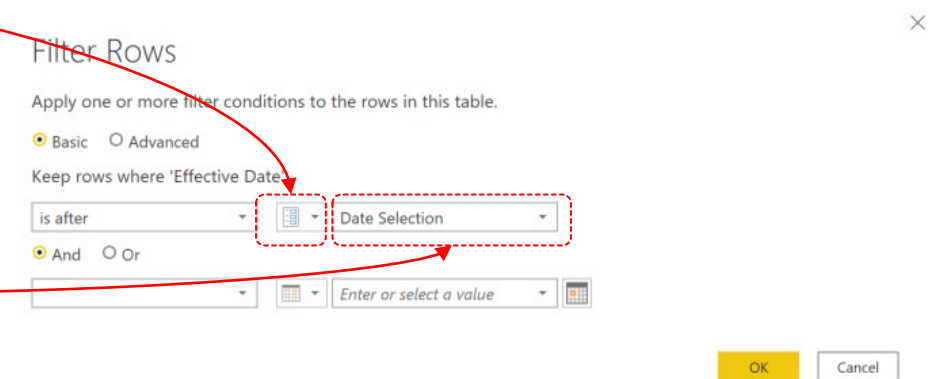 Filter Rows
Apply one or more filter conditions to the rows in this table.
Basic Advanced
Keep rows where 'Effective Date'
is after Date Selection
And Or
Enter or select a value
OK Cancel